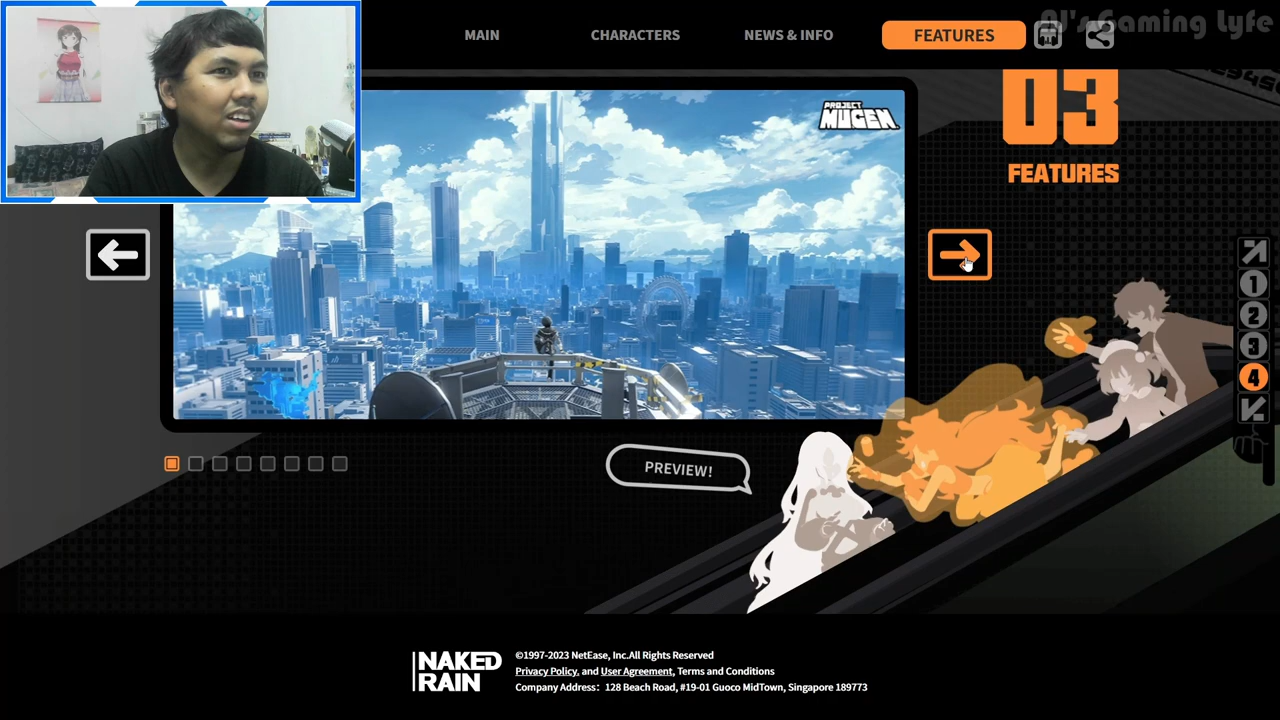 MAIN
CHARACTERS
NEWS & INFO
FEATURES
AJ's Gaming Lyfe
PROJECT
MUGEN
03
FEATURES
1
2
3
4
PREVIEW!
NAKED
RAIN
©1997-2023 NetEase, Inc.All Rights Reserved
Privacy Policy, and User Agreement, Terms and Conditions
Company Address：128 Beach Road, #19-01 Guoco MidTown, Singapore 189773